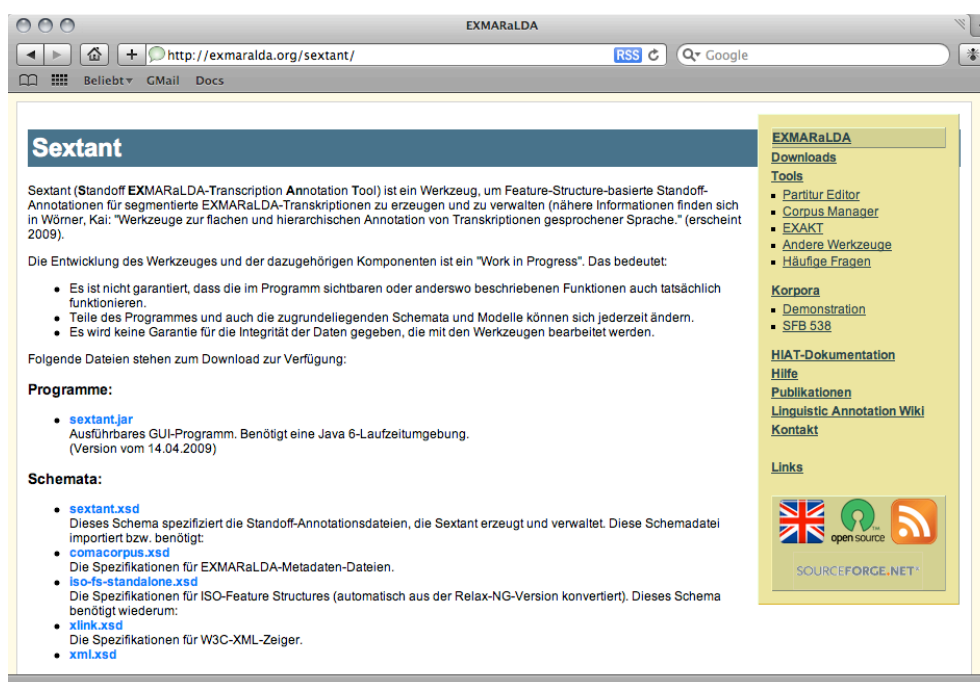 EXMARaLDA
http://exmaralda.org/sextant/
RSS
Google
Beliebt
GMail
Docs
Sextant
Sextant (Standoff EXMARaLDA-Transcription Annotation Tool) ist ein Werkzeug, um Feature-Structure-basierte Standoff-
Annotationen für segmentierte EXMARaLDA-Transkriptionen zu erzeugen und zu verwalten (nähere Informationen finden sich
in Wörner, Kai: "Werkzeuge zur flachen und hierarchischen Annotation von Transkriptionen gesprochener Sprache." (erscheint
2009).
Die Entwicklung des Werkzeuges und der dazugehörigen Komponenten ist ein "Work in Progress". Das bedeutet:
• Es ist nicht garantiert, dass die im Programm sichtbaren oder anderswo beschriebenen Funktionen auch tatsächlich
funktionieren.
• Teile des Programmes und auch die zugrundeliegenden Schemata und Modelle können sich jederzeit ändern.
• Es wird keine Garantie für die Integrität der Daten gegeben, die mit den Werkzeugen bearbeitet werden.
Folgende Dateien stehen zum Download zur Verfügung:
Programme:
• sextant.jar
Ausführbares GUI-Programm. Benötigt eine Java 6-Laufzeitumgebung.
(Version vom 14.04.2009)
Schemata:
• sextant.xsd
Dieses Schema spezifiziert die Standoff-Annotationsdateien, die Sextant erzeugt und verwaltet. Diese Schemadatei
importiert bzw. benötigt:
• comacorpus.xsd
Die Spezifikationen für EXMARaLDA-Metadaten-Dateien.
• iso-fs-standalone.xsd
Die Spezifikationen für ISO-Feature Structures (automatisch aus der Relax-NG-Version konvertiert). Dieses Schema
benötigt wiederum:
• xlink.xsd
Die Spezifikationen für W3C-XML-Zeiger.
• xml.xsd
EXMARaLDA
Downloads
Tools
Partitur Editor
Corpus Manager
EXAKT
Andere Werkzeuge
Häufige Fragen
Korpora
Demonstration
SFB 538
HIAT-Dokumentation
Hilfe
Publikationen
Linguistic Annotation Wiki
Kontakt
Links
open source
SOURCEFORGE.NET